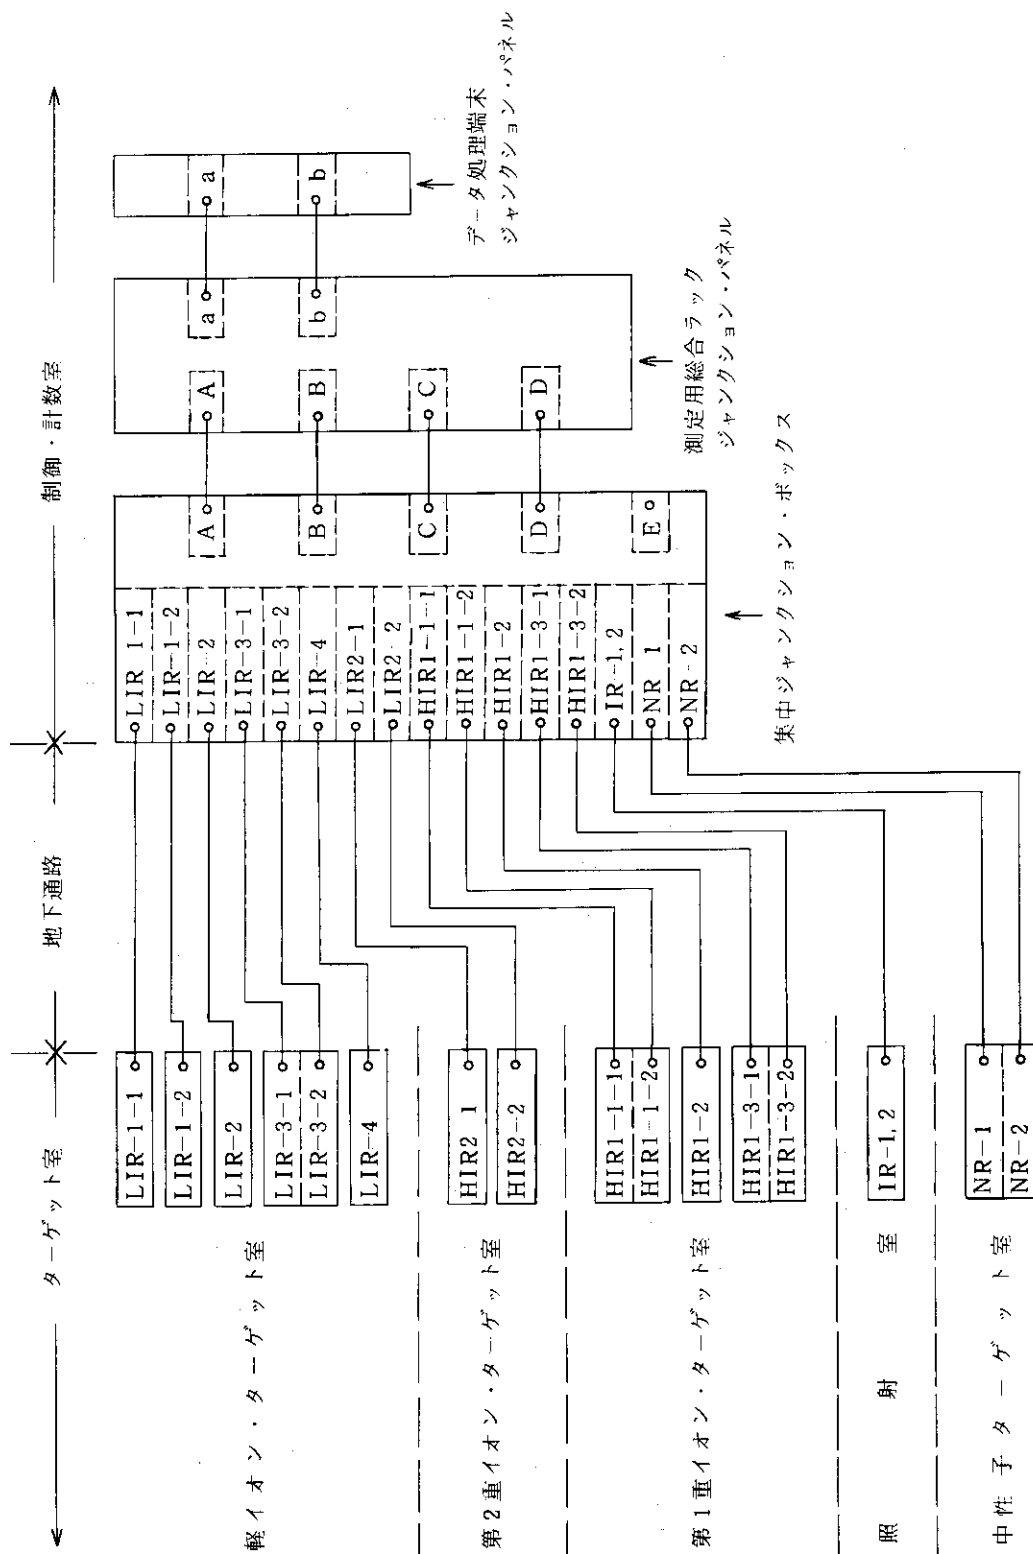 ターゲット室
地下通路
制御・計数室
軽イオン・ターゲット室
LIR-1-1
LIR-1-2
LIR-2
LIR-3-1
LIR-3-2
LIR-4
第2重イオン・ターゲット室
HIR2 1
HIR2-2
第1重イオン・ターゲット室
HIR1-1-1
HIR1-1-2
HIR1-2
HIR1-3-1
HIR1-3-2
照射室
IR-1,2
中性子ターゲット室
NR-1
NR-2
LIR 1-1
LIR-1-2
LIR-2
LIR-3-1
LIR-3-2
LIR-4
LIR2-1
LIR2-2
HIR1-1-1
HIR1-1-2
HIR1-2
HIR1-3-1
HIR1-3-2
IR-1,2
NR 1
NR-2
A
B
C
D
E
集中ジャンクション・ボックス
A
B
C
D
a
b
測定用総合ラック
ジャンクション・パネル
a
b
データ処理端末
ジャンクション・パネル